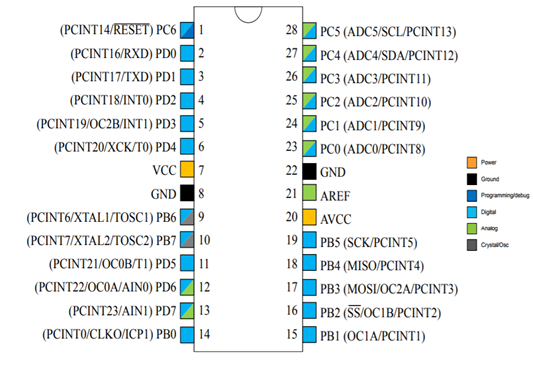 (PCINT14/RESET) PC6 1
(PCINT16/RXD) PD0 2
(PCINT17/TXD) PD1 3
(PCINT18/INT0) PD2 4
(PCINT19/OC2B/INT1) PD3 5
(PCINT20/XCK/T0) PD4 6
VCC 7
GND 8
(PCINT6/XTAL1/TOSC1) PB6 9
(PCINT7/XTAL2/TOSC2) PB7 10
(PCINT21/OC0B/T1) PD5 11
(PCINT22/OC0A/AIN0) PD6 12
(PCINT23/AIN1) PD7 13
(PCINT0/CLKO/ICP1) PB0 14
28 PC5 (ADC5/SCL/PCINT13)
27 PC4 (ADC4/SDA/PCINT12)
26 PC3 (ADC3/PCINT11)
25 PC2 (ADC2/PCINT10)
24 PC1 (ADC1/PCINT9)
23 PC0 (ADC0/PCINT8)
22 GND
21 AREF
20 AVCC
19 PB5 (SCK/PCINT5)
18 PB4 (MISO/PCINT4)
17 PB3 (MOSI/OC2A/PCINT3)
16 PB2 (SS/OC1B/PCINT2)
15 PB1 (OC1A/PCINT1)
Power
Ground
Programming/debug
Digital
Analog
Crystal/Osc